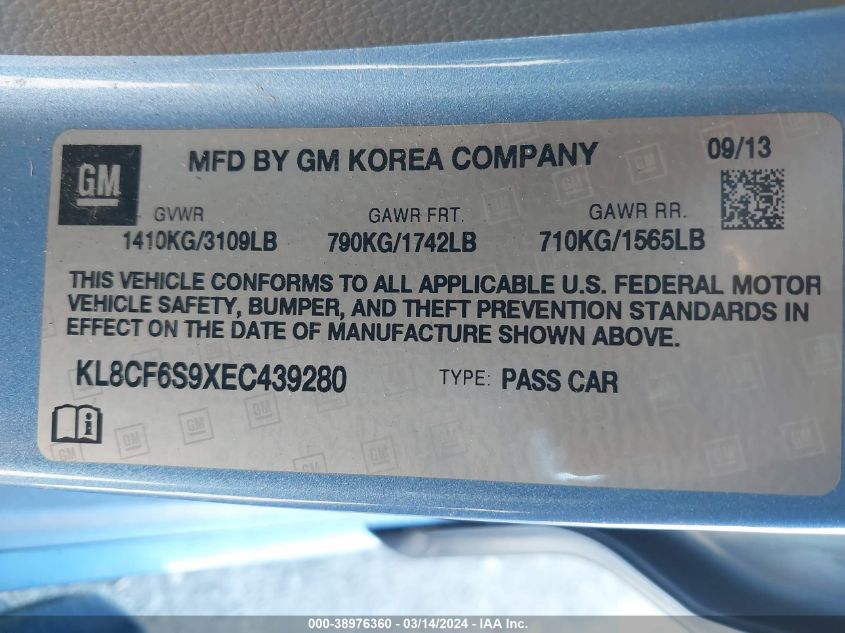 GM
MFD BY GM KOREA COMPANY 09/13
GVWR GAWR FRT. GAWR RR.
1410KG/3109LB 790KG/1742LB 710KG/1565LB
THIS VEHICLE CONFORMS TO ALL APPLICABLE U.S. FEDERAL MOTOR
VEHICLE SAFETY, BUMPER, AND THEFT PREVENTION STANDARDS IN
EFFECT ON THE DATE OF MANUFACTURE SHOWN ABOVE.
KL8CF6S9XEC439280 TYPE: PASS CAR
000-38976360 - 03/14/2024 - IAA Inc.